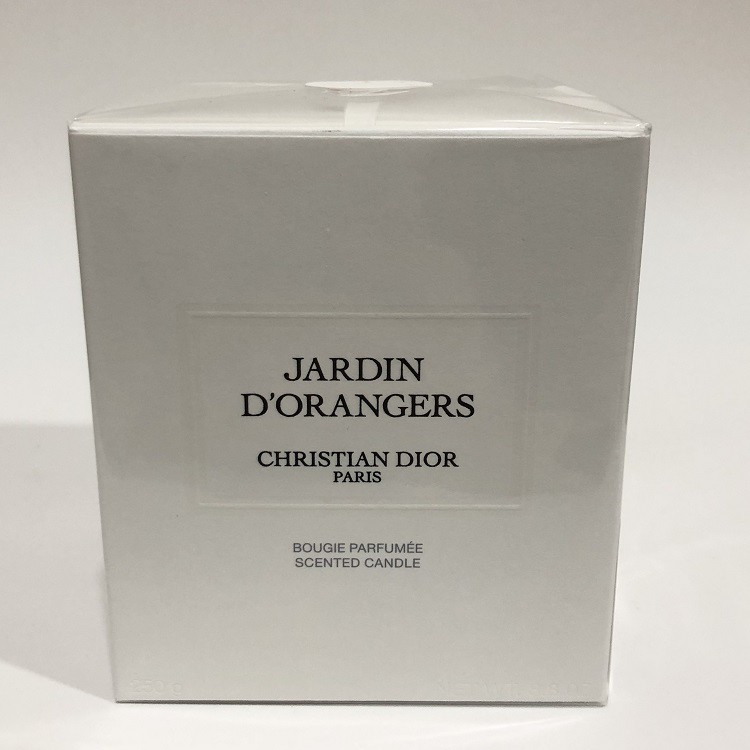 JARDIN
D'ORANGERS
CHRISTIAN DIOR
PARIS
BOUGIE PARFUMÉE
SCENTED CANDLE